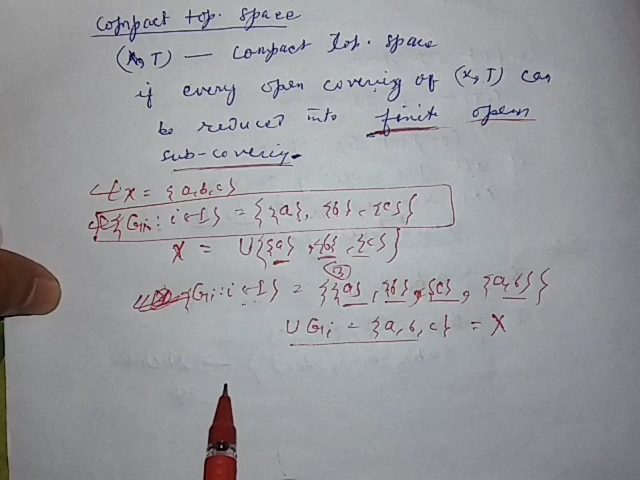 Compact top. space
(X, T) — compact top. space
if every open covering of (X, T) can
be reduced into finite open
sub-covering.
X = {a, b, c}
{Gi : i ∈ I} = {{a}, {b}, {c}}
X = ∪{{a}, {b}, {c}}
{Gi : i ∈ I} = {{a}, {b}, {c}, {a, b}}
∪ Gi = {a, b, c} = X